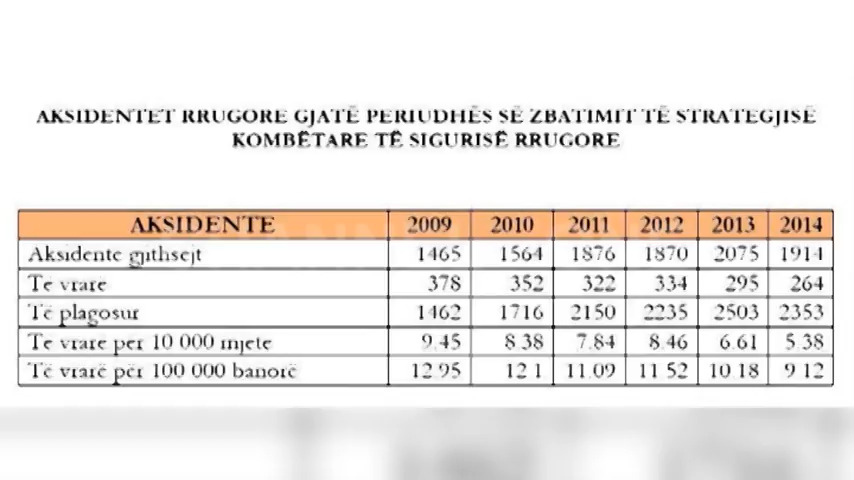 AKSIDENTET RRUGORE GJATË PERIUDHËS SË ZBATIMIT TË STRATEGJISË
KOMBËTARE TË SIGURISË RRUGORE
AKSIDENTE 2009 2010 2011 2012 2013 2014
Aksidente gjithsejt 1465 1564 1876 1870 2075 1914
Te vrare 378 352 322 334 295 264
Të plagosur 1462 1716 2150 2235 2503 2353
Te vrare per 10 000 mjete 9.45 8.38 7.84 8.46 6.61 5.38
Të vrarë për 100 000 banorë 12.95 12.1 11.09 11.52 10.18 9.12